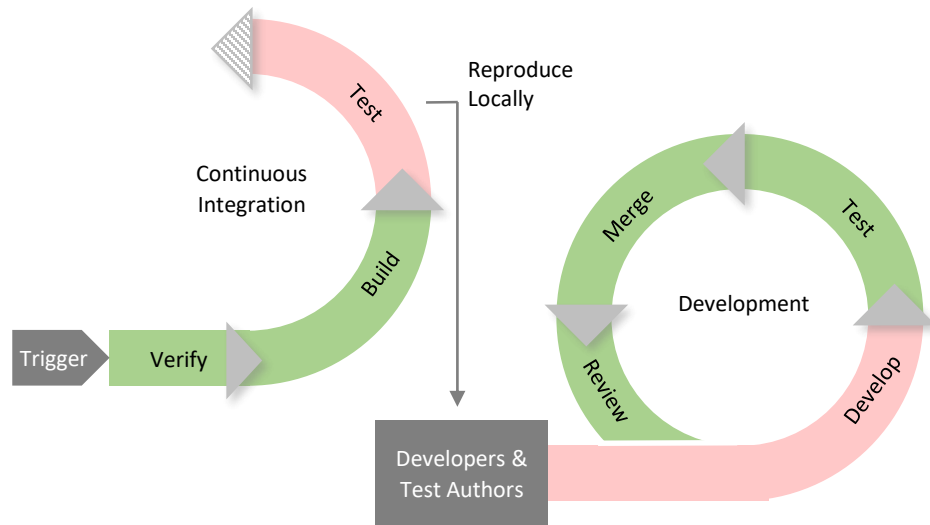 Reproduce
Locally
Test
Continuous
Integration
Build
Trigger
Verify
Merge
Test
Development
Review
Develop
Developers &
Test Authors